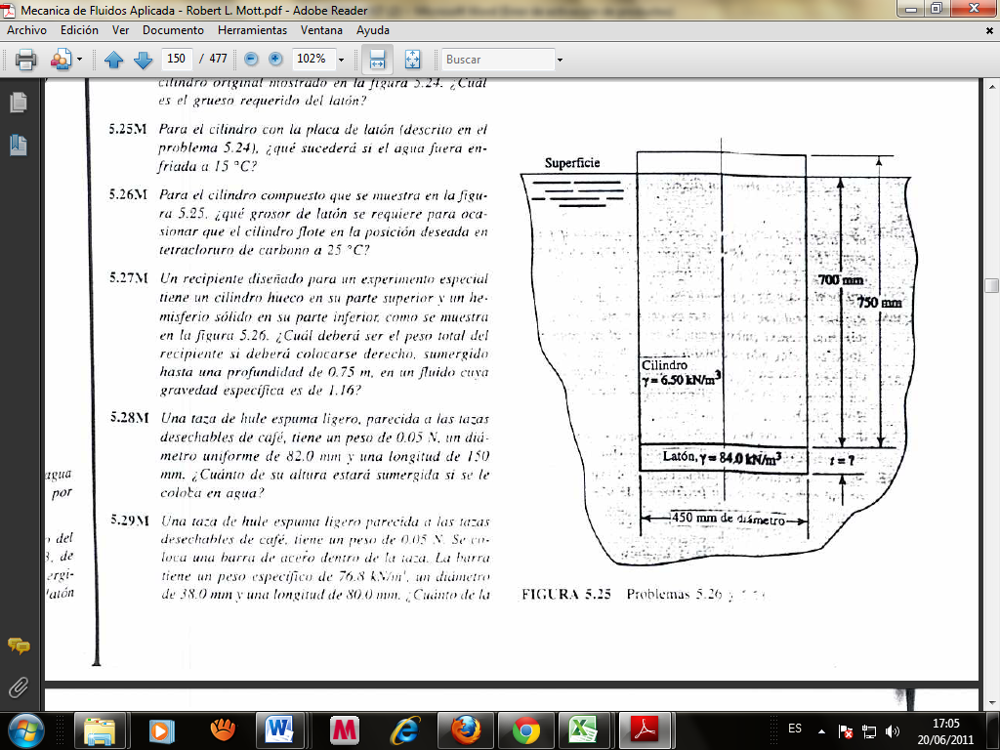 Mecanica de Fluidos Aplicada - Robert L. Mott.pdf - Adobe Reader
Archivo Edición Ver Documento Herramientas Ventana Ayuda
150 / 477 102% Buscar
cilindro original mostrado en la figura 5.24. ¿Cuál
es el grueso requerido del latón?
5.25M Para el cilindro con la placa de latón (descrito en el
problema 5.24), ¿qué sucederá si el agua fuera en-
friada a 15 °C?
5.26M Para el cilindro compuesto que se muestra en la figu-
ra 5.25, ¿qué grosor de latón se requiere para oca-
sionar que el cilindro flote en la posición deseada en
tetracloruro de carbono a 25 °C?
5.27M Un recipiente diseñado para un experimento especial
tiene un cilindro hueco en su parte superior y un he-
misferio sólido en su parte inferior, como se muestra
en la figura 5.26. ¿Cuál deberá ser el peso total del
recipiente si deberá colocarse derecho, sumergido
hasta una profundidad de 0.75 m, en un fluido cuya
gravedad específica es de 1.16?
5.28M Una taza de hule espuma ligero, parecida a las tazas
desechables de café, tiene un peso de 0.05 N, un diá-
metro uniforme de 82.0 mm y una longitud de 150
mm. ¿Cuánto de su altura estará sumergida si se le
coloca en agua?
5.29M Una taza de hule espuma ligero parecida a las tazas
desechables de café, tiene un peso de 0.05 N. Se co-
loca una barra de acero dentro de la taza. La barra
tiene un peso específico de 76.8 kN/m³, un diámetro
de 38.0 mm y una longitud de 80.0 mm. ¿Cuánto de la
agua
por
del
de
ergi-
latón
Superficie
700 mm
750 mm
Cilindro
γ = 6.50 kN/m³
Latón, γ = 84.0 kN/m³
t = ?
450 mm de diámetro
FIGURA 5.25 Problemas 5.26 y
ES
17:05
20/06/2011